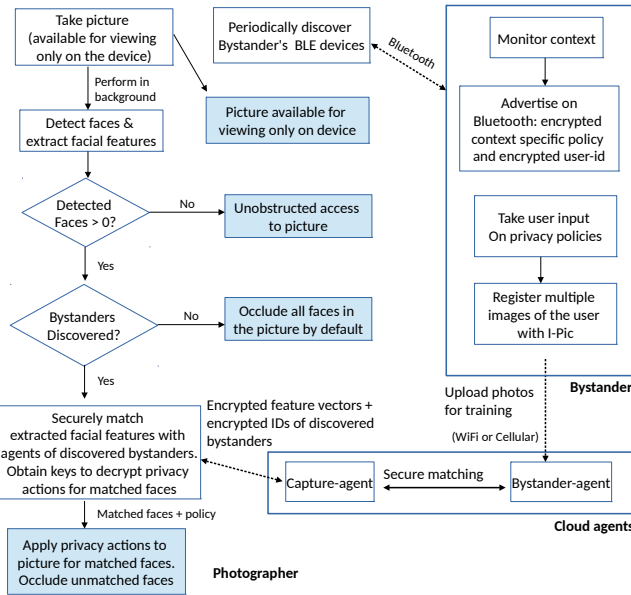 Take picture
(available for viewing
only on the device)
Perform in
background
Detect faces &
extract facial features
Picture available for
viewing only on device
Detected
Faces > 0?
No
Unobstructed access
to picture
Yes
Bystanders
Discovered?
No
Occlude all faces in
the picture by default
Yes
Securely match
extracted facial features with
agents of discovered bystanders.
Obtain keys to decrypt privacy
actions for matched faces
Encrypted feature vectors +
encrypted IDs of discovered
bystanders
Matched faces + policy
Apply privacy actions to
picture for matched faces.
Occlude unmatched faces
Photographer
Periodically discover
Bystander's BLE devices
Bluetooth
Monitor context
Advertise on
Bluetooth: encrypted
context specific policy
and encrypted user-id
Take user input
On privacy policies
Register multiple
images of the user
with I-Pic
Bystander
Upload photos
for training
(WiFi or Cellular)
Capture-agent
Secure matching
Bystander-agent
Cloud agents